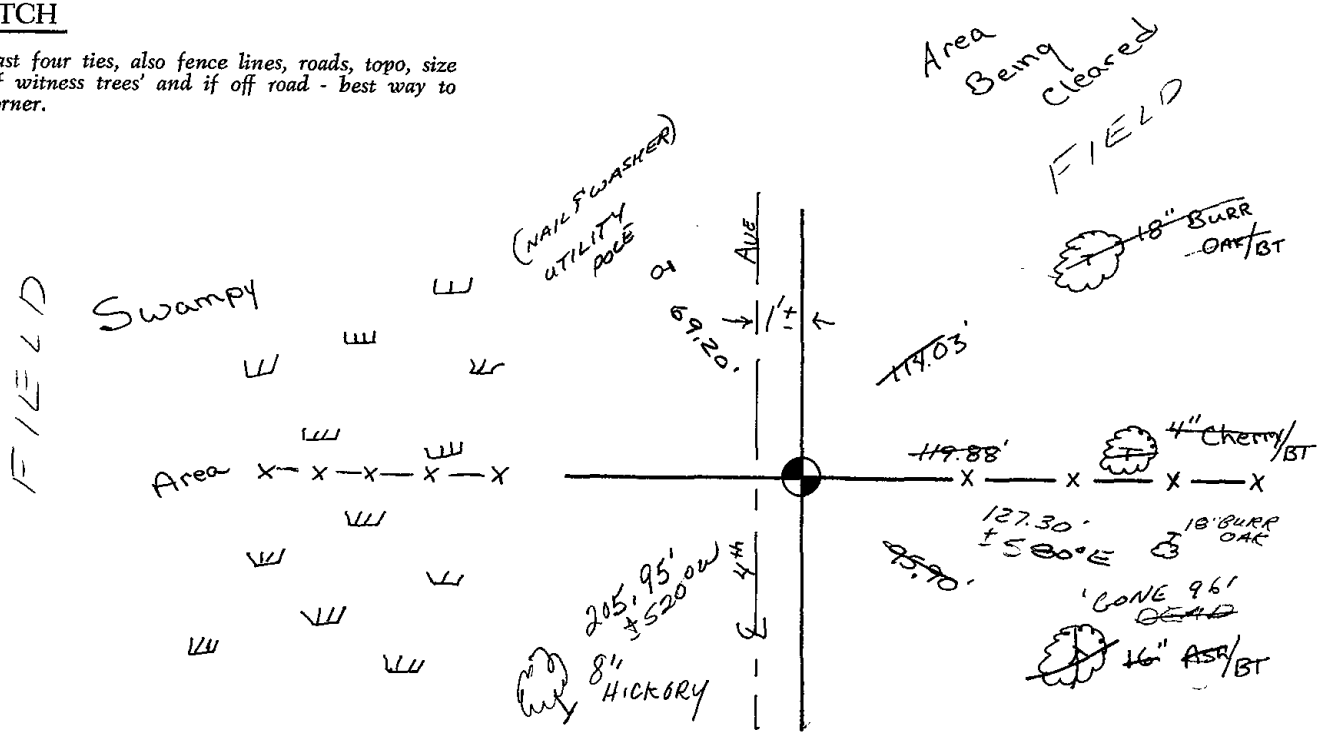 TCH
ast four ties, also fence lines, roads, topo, size
f witness trees' and if off road - best way to
orner.
Area
Being
Cleared
FIELD
(NAIL & WASHER)
UTILITY
POLE
69.20'
AVE
1'±
18" BURR
OAK/BT
FIELD
Swampy
114.03'
Area
X X X X X
119.88'
4" Cherry/BT
X X X X
127.30'
± S80°E
18" BURR
OAK
95.90'
4th
205.95'
± S20°W
8"
HICKORY
'GONE 96'
DEAD
16" ASH/BT